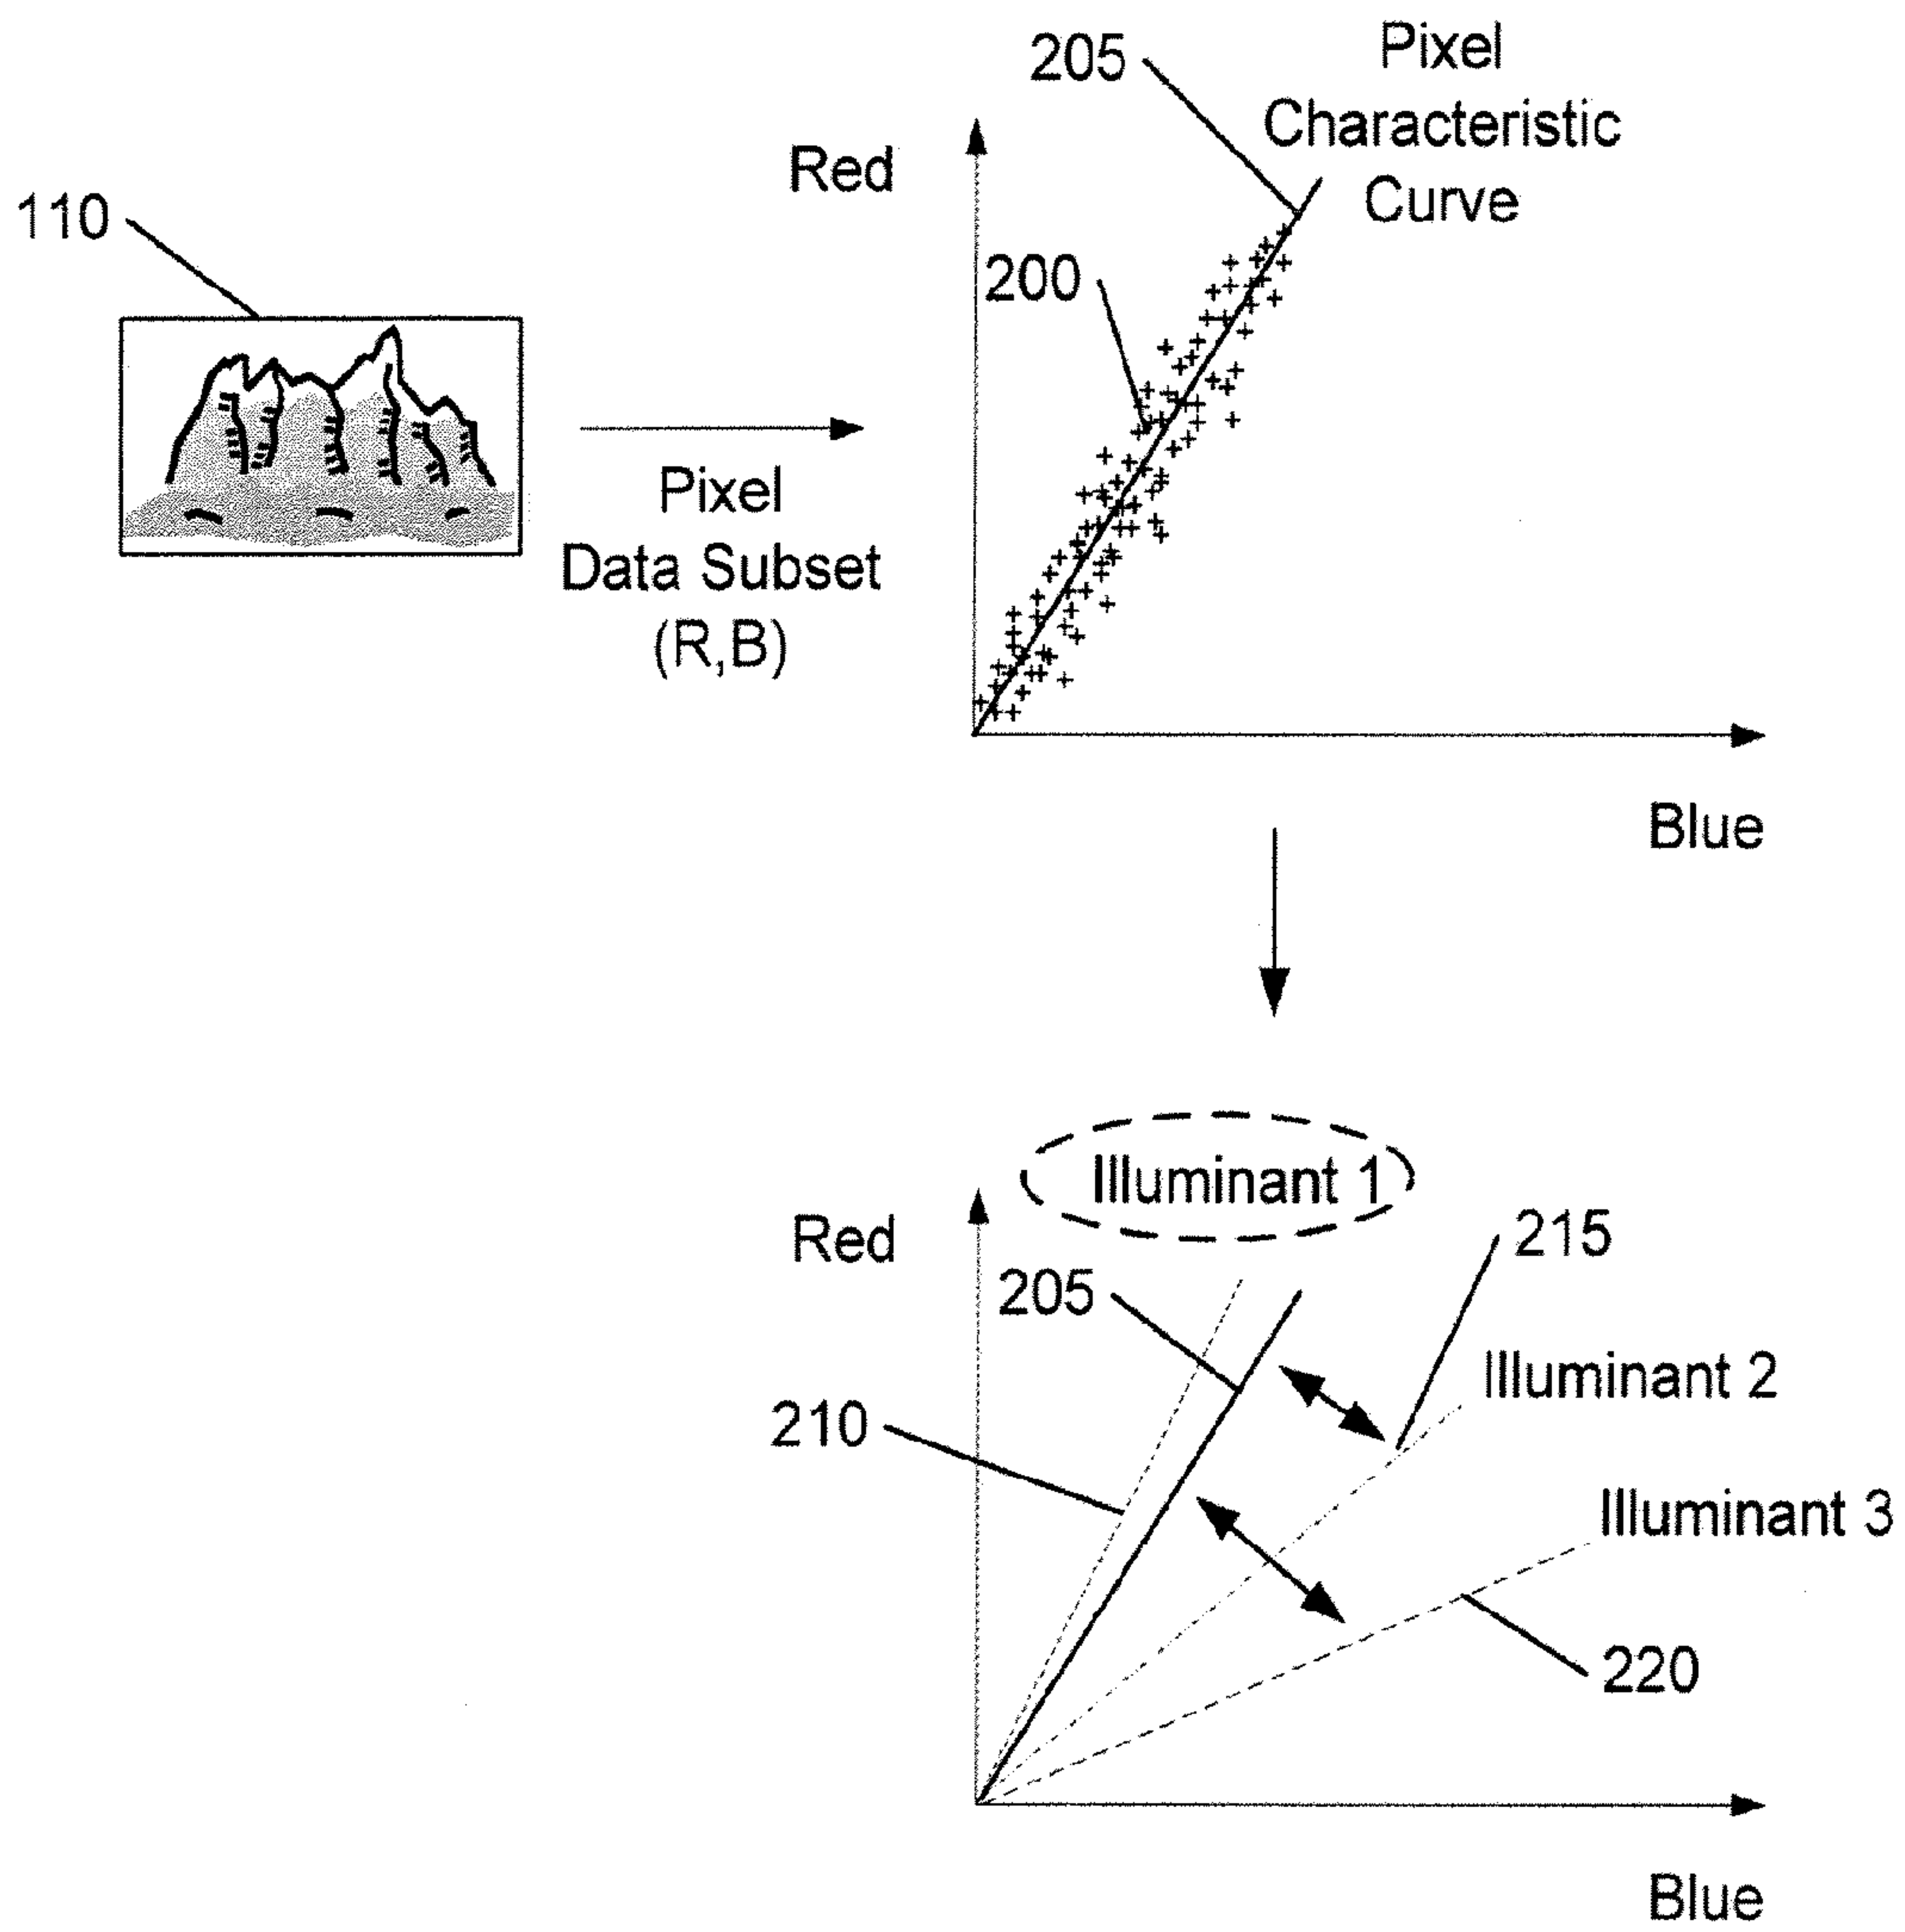 205
Pixel
Characteristic
Curve
Red
110
200
Pixel
Data Subset
(R,B)
Blue
Illuminant 1
Red
215
205
Illuminant 2
210
Illuminant 3
220
Blue